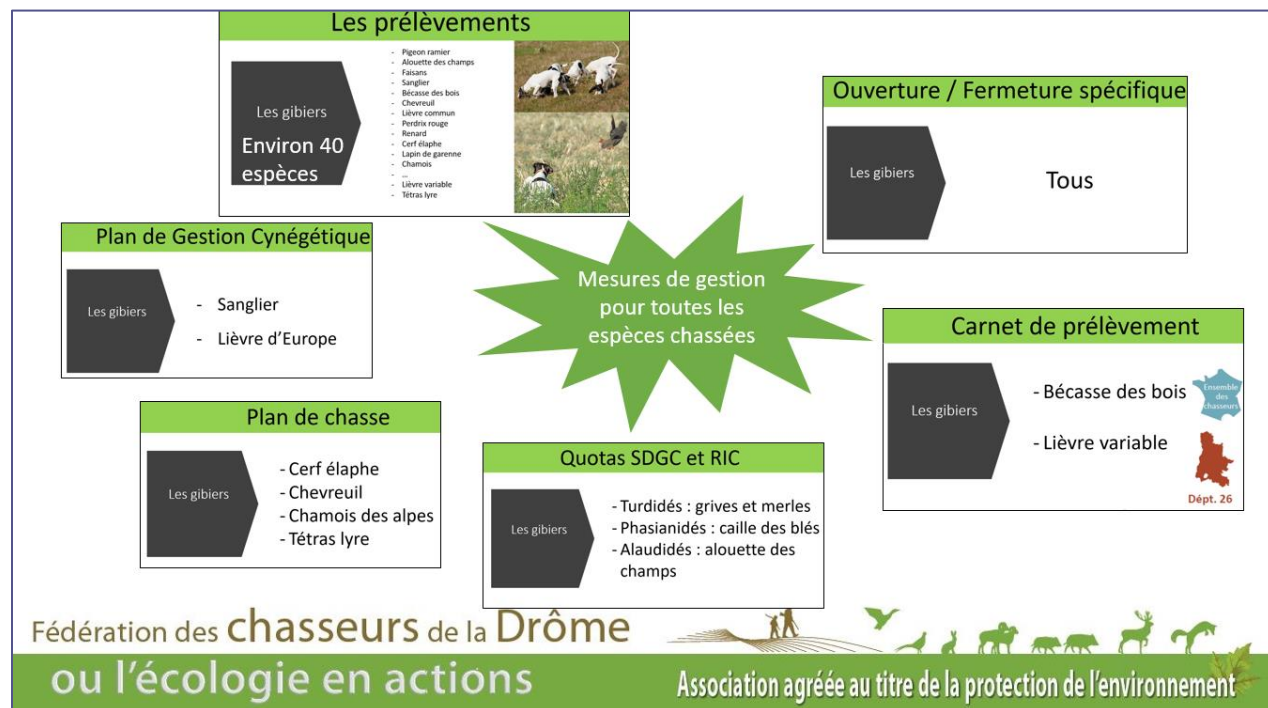 Les prélèvements
Les gibiers
Environ 40
espèces
- Pigeon ramier
- Alouette des champs
- Faisans
- Sanglier
- Bécasse des bois
- Chevreuil
- Lièvre commun
- Perdrix rouge
- Renard
- Cerf élaphe
- Lapin de garenne
- Chamois
- ...
- Lièvre variable
- Tétras lyre
Ouverture / Fermeture spécifique
Les gibiers
Tous
Plan de Gestion Cynégétique
Les gibiers
- Sanglier
- Lièvre d'Europe
Mesures de gestion
pour toutes les
espèces chassées
Carnet de prélèvement
Les gibiers
- Bécasse des bois
- Lièvre variable
Ensemble
des
chasseurs
Dépt. 26
Plan de chasse
Les gibiers
- Cerf élaphe
- Chevreuil
- Chamois des alpes
- Tétras lyre
Quotas SDGC et RIC
Les gibiers
- Turdidés : grives et merles
- Phasianidés : caille des blés
- Alaudidés : alouette des
champs
Fédération des chasseurs de la Drôme
ou l'écologie en actions
Association agréée au titre de la protection de l'environnement